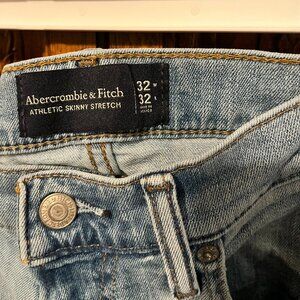 Abercrombie & Fitch
ATHLETIC SKINNY STRETCH
32 W
32 L